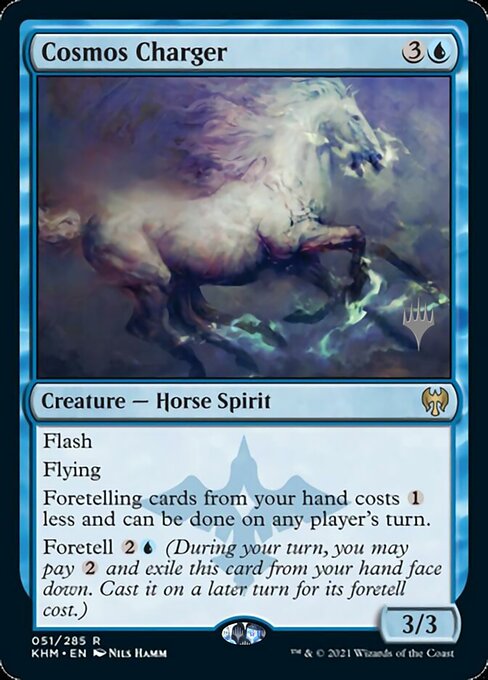 Cosmos Charger 3
Creature — Horse Spirit
Flash
Flying
Foretelling cards from your hand costs 1
less and can be done on any player's turn.
Foretell 2 (During your turn, you may
pay 2 and exile this card from your hand face
down. Cast it on a later turn for its foretell
cost.)
3/3
051/285 R
KHM • EN Nils Hamm
™ & © 2021 Wizards of the Coast